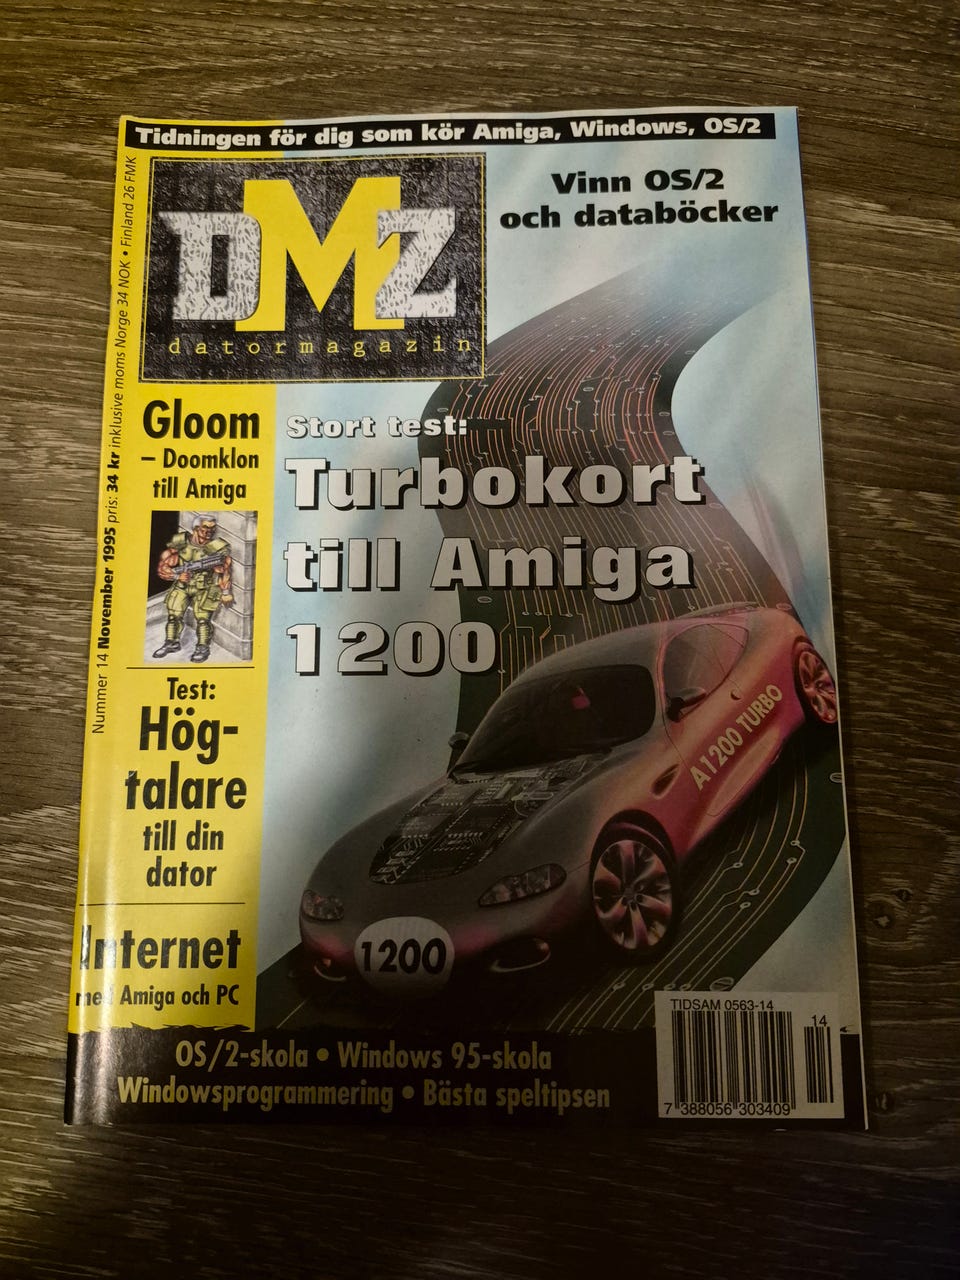 Tidningen för dig som kör Amiga, Windows, OS/2
DMZ
datormagazin
Vinn OS/2
och databöcker
Nummer 14 November 1995 pris: 34 kr inklusive moms Norge 34 NOK • Finland 26 FMK
Gloom
– Doomklon
till Amiga
Stort test:
Turbokort
till Amiga
1200
Test:
Hög-
talare
till din
dator
Internet
med Amiga och PC
A1200 TURBO
1200
OS/2-skola • Windows 95-skola
Windowsprogrammering • Bästa speltipsen
TIDSAM 0563-14
14
7 388056 303409